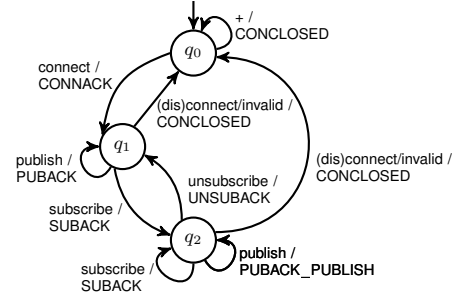 + /
CONCLOSED
q0
connect /
CONNACK
(dis)connect/invalid /
CONCLOSED
q1
publish /
PUBACK
(dis)connect/invalid /
CONCLOSED
unsubscribe /
UNSUBACK
subscribe /
SUBACK
q2
publish /
PUBACK_PUBLISH
subscribe /
SUBACK